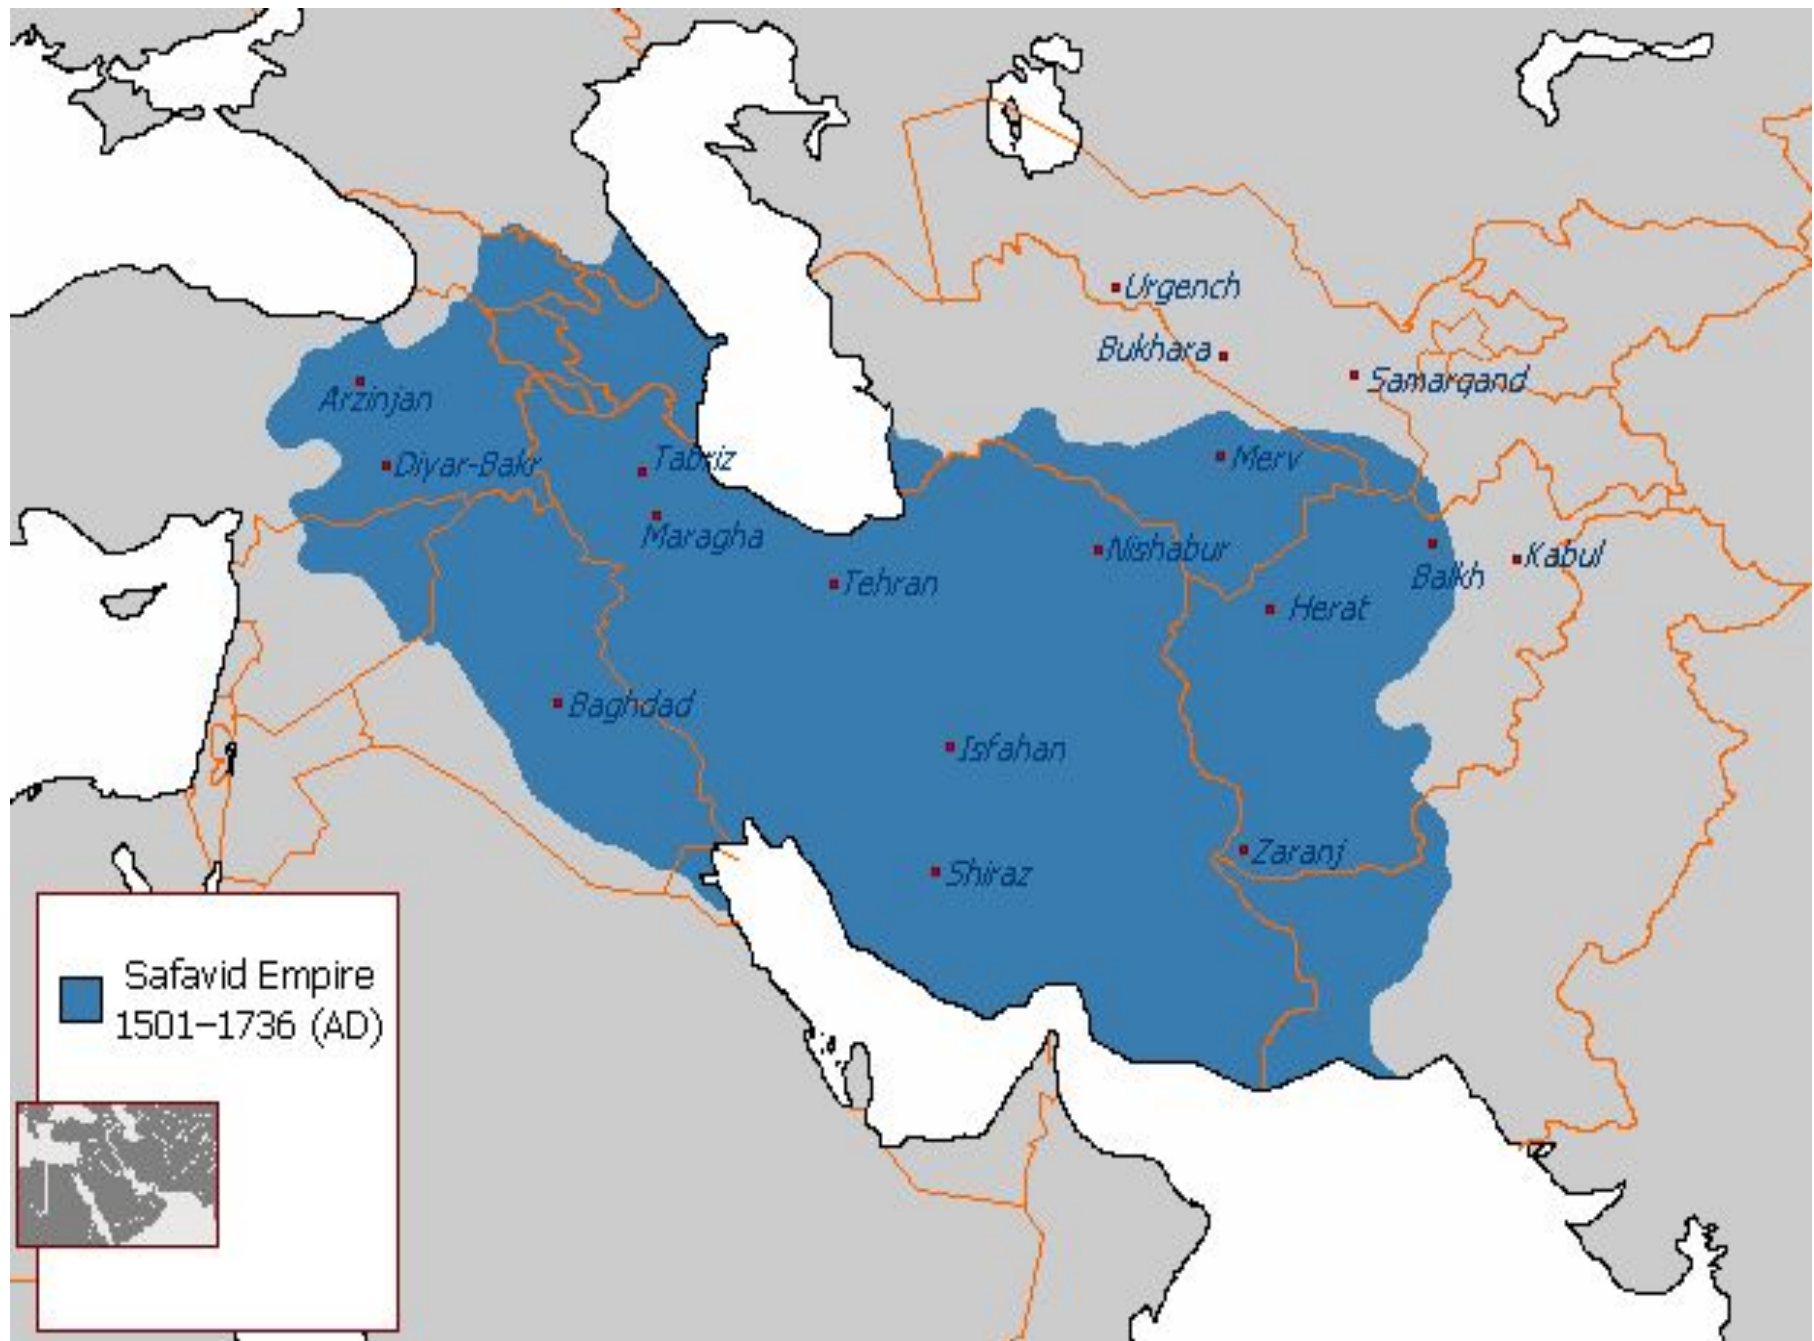 Urgench
Bukhara
Samarqand
Arzinjan
Diyar-Bakr
Tabriz
Merv
Maragha
Nishabur
Balkh
Kabul
Tehran
Herat
Baghdad
Isfahan
Zaranj
Shiraz
Safavid Empire
1501–1736 (AD)